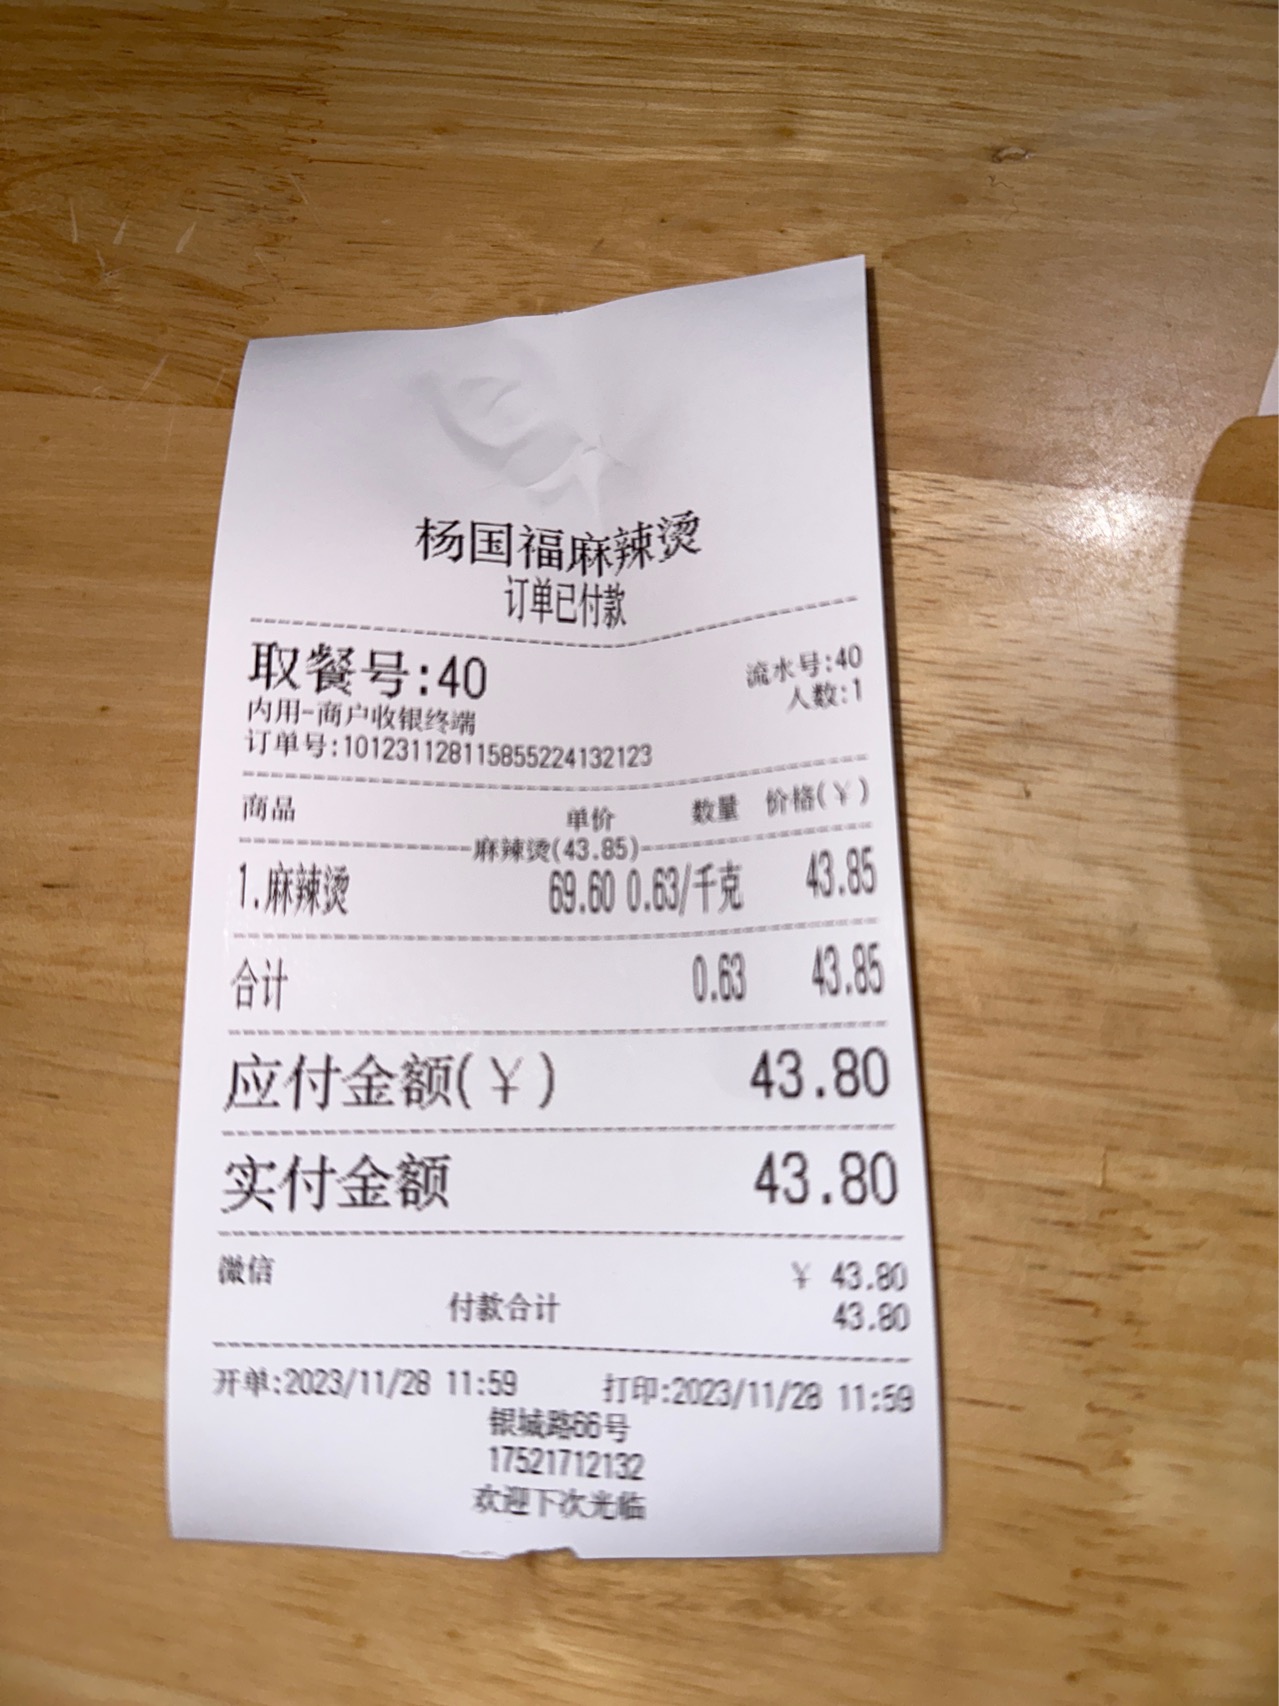 杨国福麻辣烫
订单已付款
取餐号:40 流水号:40
内用-商户收银终端 人数:1
订单号:1012311281158552241​32123
商品 单价 数量 价格(¥)
麻辣烫(43.85)
1.麻辣烫 69.60 0.63/千克 43.85
合计 0.63 43.85
应付金额(¥) 43.80
实付金额 43.80
微信 ¥ 43.80
付款合计 43.80
开单:2023/11/28 11:59 打印:2023/11/28 11:59
银城路66号
17521712132
欢迎下次光临